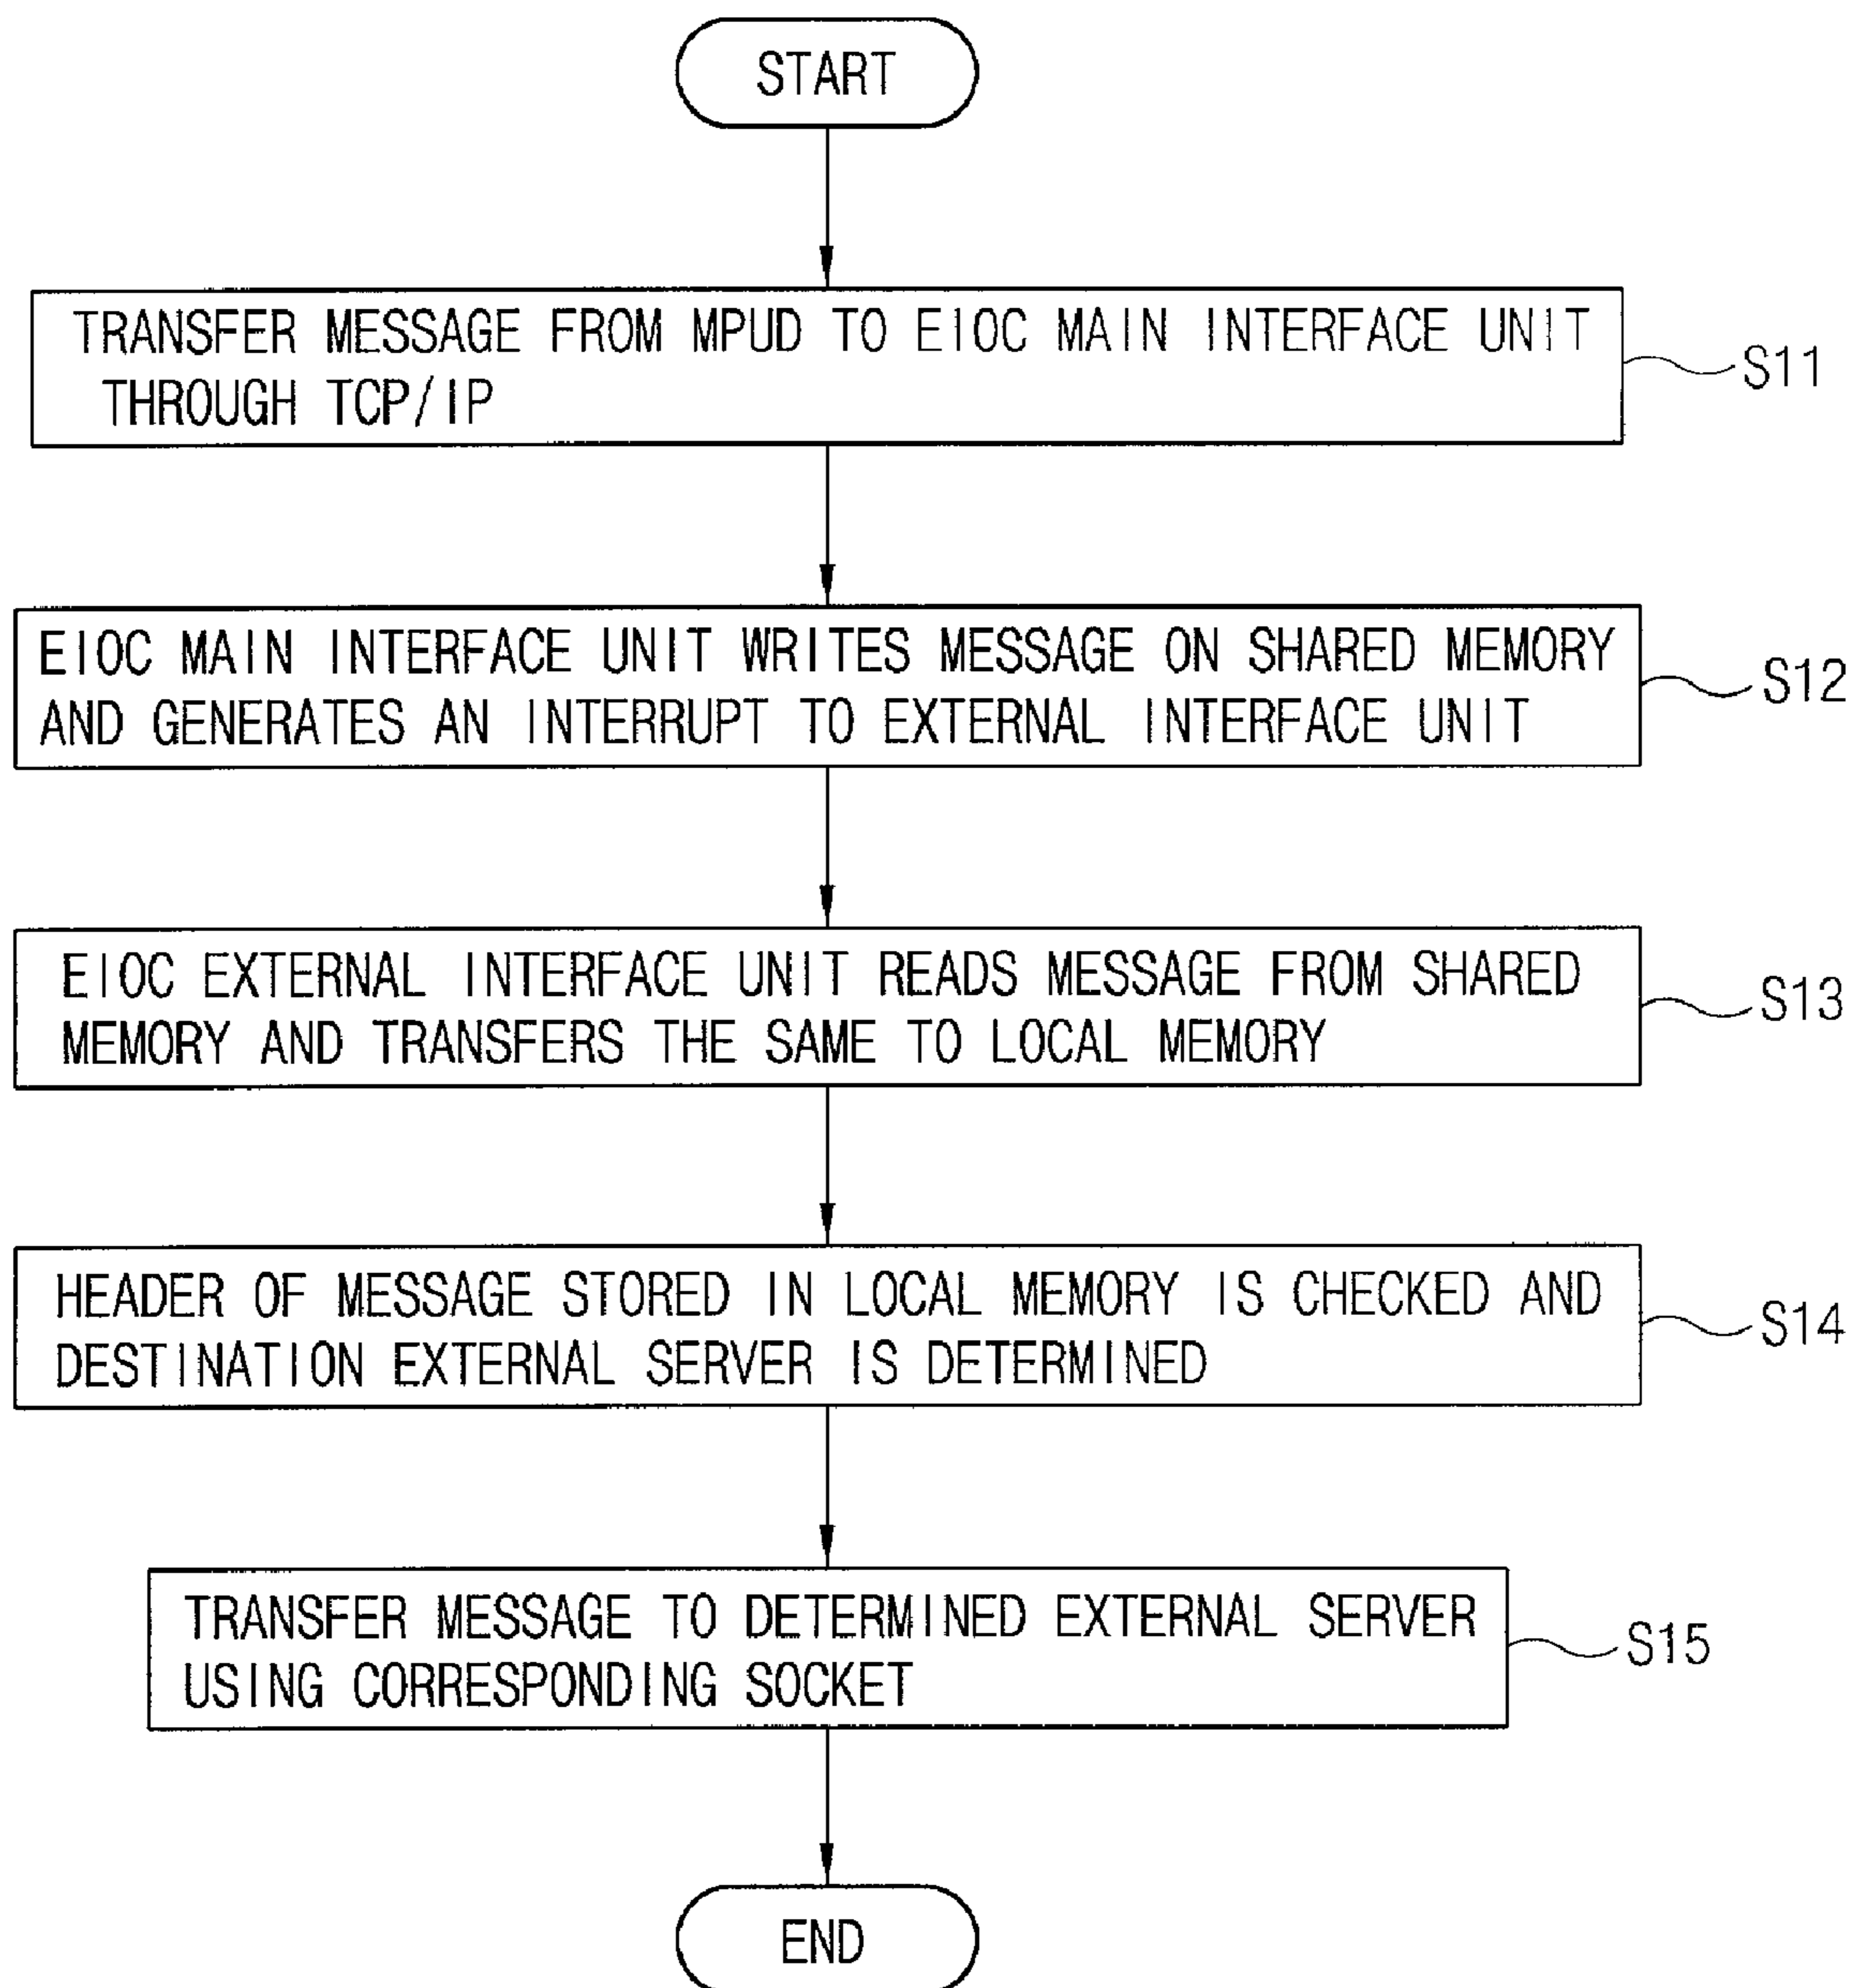 START
TRANSFER MESSAGE FROM MPUD TO EIOC MAIN INTERFACE UNIT
THROUGH TCP/IP
S11
EIOC MAIN INTERFACE UNIT WRITES MESSAGE ON SHARED MEMORY
AND GENERATES AN INTERRUPT TO EXTERNAL INTERFACE UNIT
S12
EIOC EXTERNAL INTERFACE UNIT READS MESSAGE FROM SHARED
MEMORY AND TRANSFERS THE SAME TO LOCAL MEMORY
S13
HEADER OF MESSAGE STORED IN LOCAL MEMORY IS CHECKED AND
DESTINATION EXTERNAL SERVER IS DETERMINED
S14
TRANSFER MESSAGE TO DETERMINED EXTERNAL SERVER
USING CORRESPONDING SOCKET
S15
END